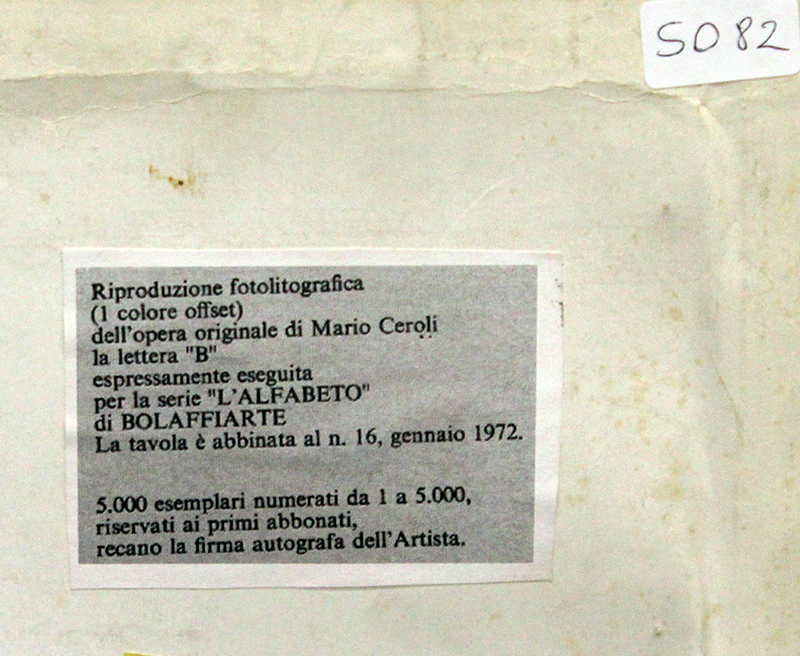 SO 82
Riproduzione fotolitografica
(1 colore offset)
dell'opera originale di Mario Ceroli
la lettera "B"
espressamente eseguita
per la serie "L'ALFABETO"
di BOLAFFIARTE
La tavola è abbinata al n. 16, gennaio 1972.
5.000 esemplari numerati da 1 a 5.000,
riservati ai primi abbonati,
recano la firma autografa dell'Artista.